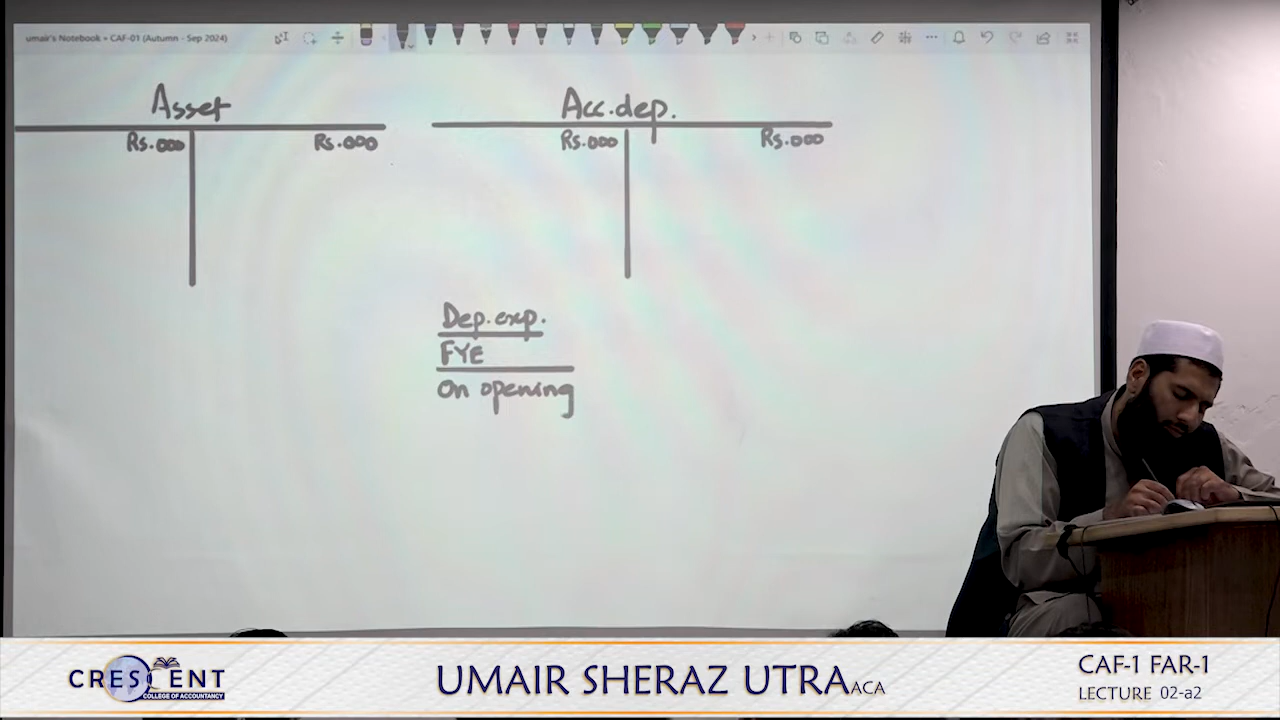 umair's Notebook » CAF-01 (Autumn - Sep 2024)
Asset
Rs.000 Rs.000
Acc.dep.
Rs.000 Rs.000
Dep.exp.
FYE
On opening
CRESCENT
COLLEGE OF ACCOUNTANCY
UMAIR SHERAZ UTRA ACA
CAF-1 FAR-1
LECTURE 02-a2